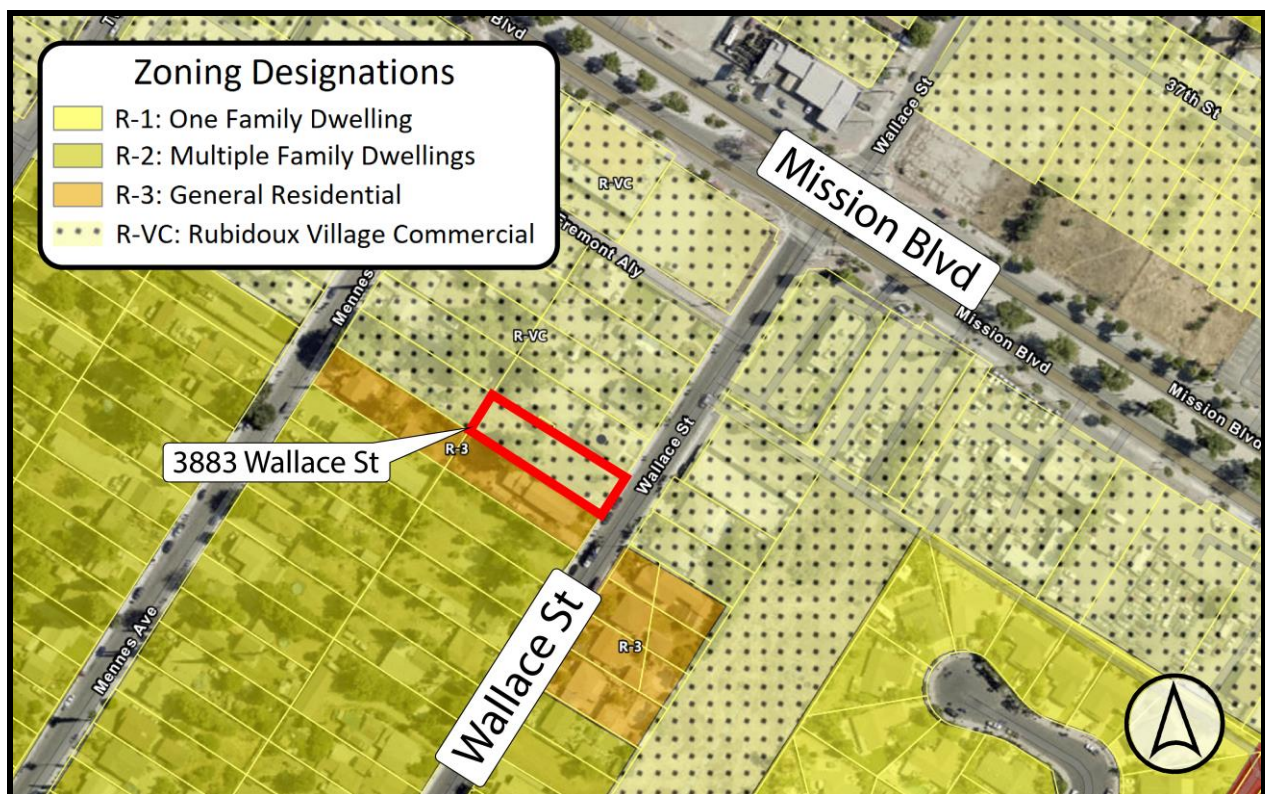 Blvd
Zoning Designations
R-1: One Family Dwelling
R-2: Multiple Family Dwellings
R-3: General Residential
R-VC: Rubidoux Village Commercial
37th St
Wallace St
Mission Blvd
R-VC
Fremont Aly
Mennes
R-VC
Mission Blvd
Mission Blvd
3883 Wallace St
R-3
Wallace St
Mennes Ave
Wallace St
R-3